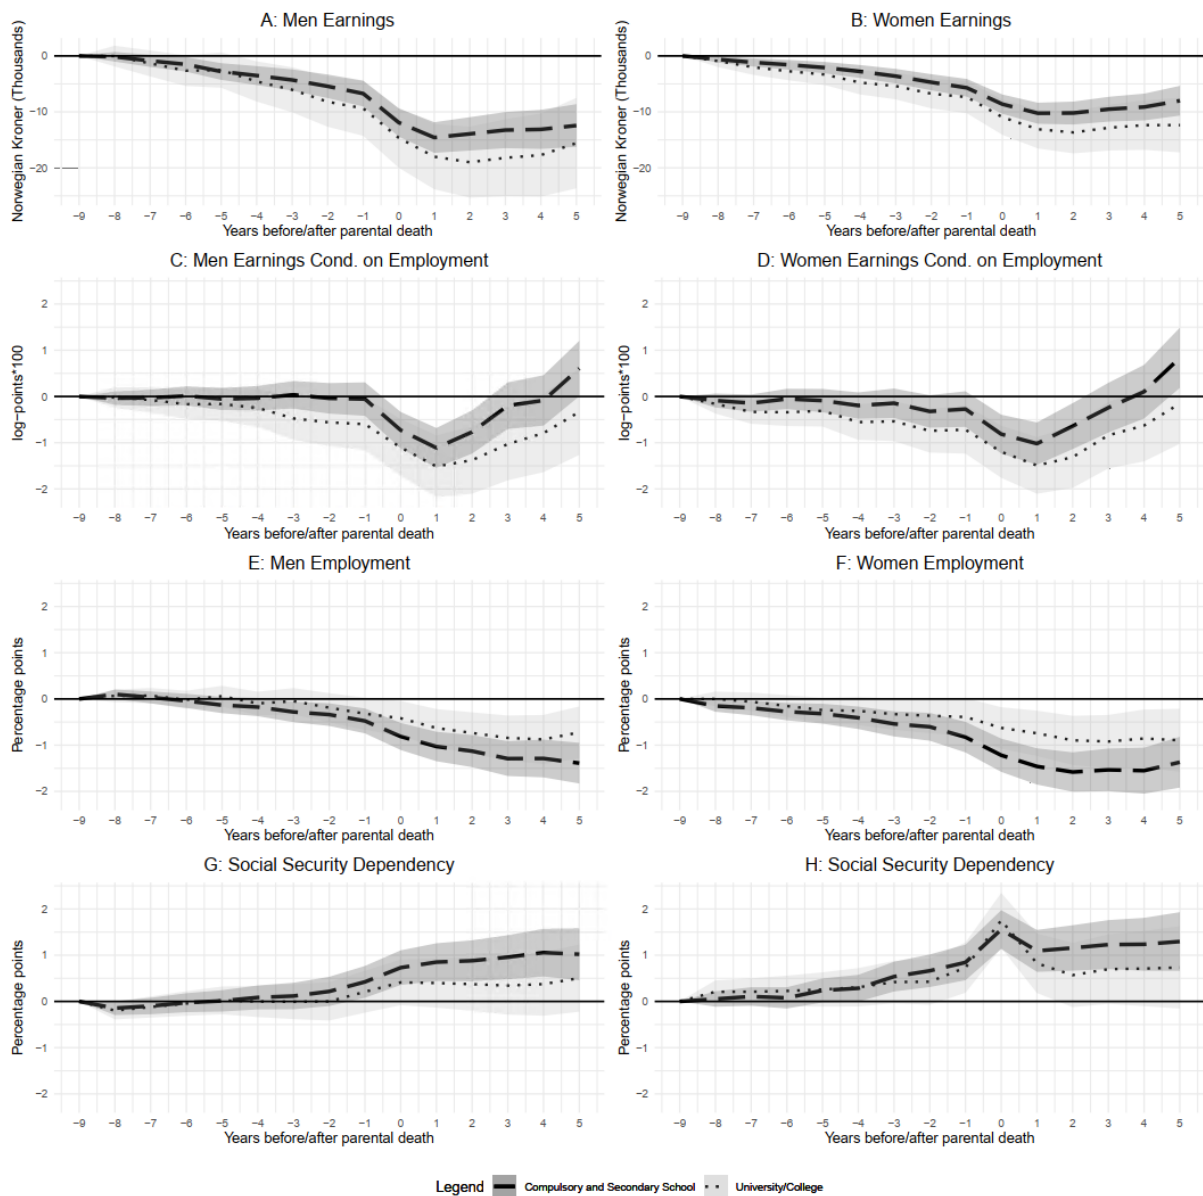 A: Men Earnings
B: Women Earnings
Norwegian Kroner (Thousands)
0
−10
−20
−9 −8 −7 −6 −5 −4 −3 −2 −1 0 1 2 3 4 5
Years before/after parental death
Norwegian Kroner (Thousands)
0
−10
−20
−9 −8 −7 −6 −5 −4 −3 −2 −1 0 1 2 3 4 5
Years before/after parental death
C: Men Earnings Cond. on Employment
D: Women Earnings Cond. on Employment
log−points*100
2
1
0
−1
−2
−9 −8 −7 −6 −5 −4 −3 −2 −1 0 1 2 3 4 5
Years before/after parental death
log−points*100
2
1
0
−1
−2
−9 −8 −7 −6 −5 −4 −3 −2 −1 0 1 2 3 4 5
Years before/after parental death
E: Men Employment
F: Women Employment
Percentage points
2
1
0
−1
−2
−9 −8 −7 −6 −5 −4 −3 −2 −1 0 1 2 3 4 5
Years before/after parental death
Percentage points
2
1
0
−1
−2
−9 −8 −7 −6 −5 −4 −3 −2 −1 0 1 2 3 4 5
Years before/after parental death
G: Social Security Dependency
H: Social Security Dependency
Percentage points
2
1
0
−1
−2
−9 −8 −7 −6 −5 −4 −3 −2 −1 0 1 2 3 4 5
Years before/after parental death
Percentage points
2
1
0
−1
−2
−9 −8 −7 −6 −5 −4 −3 −2 −1 0 1 2 3 4 5
Years before/after parental death
Legend Compulsory and Secondary School University/College